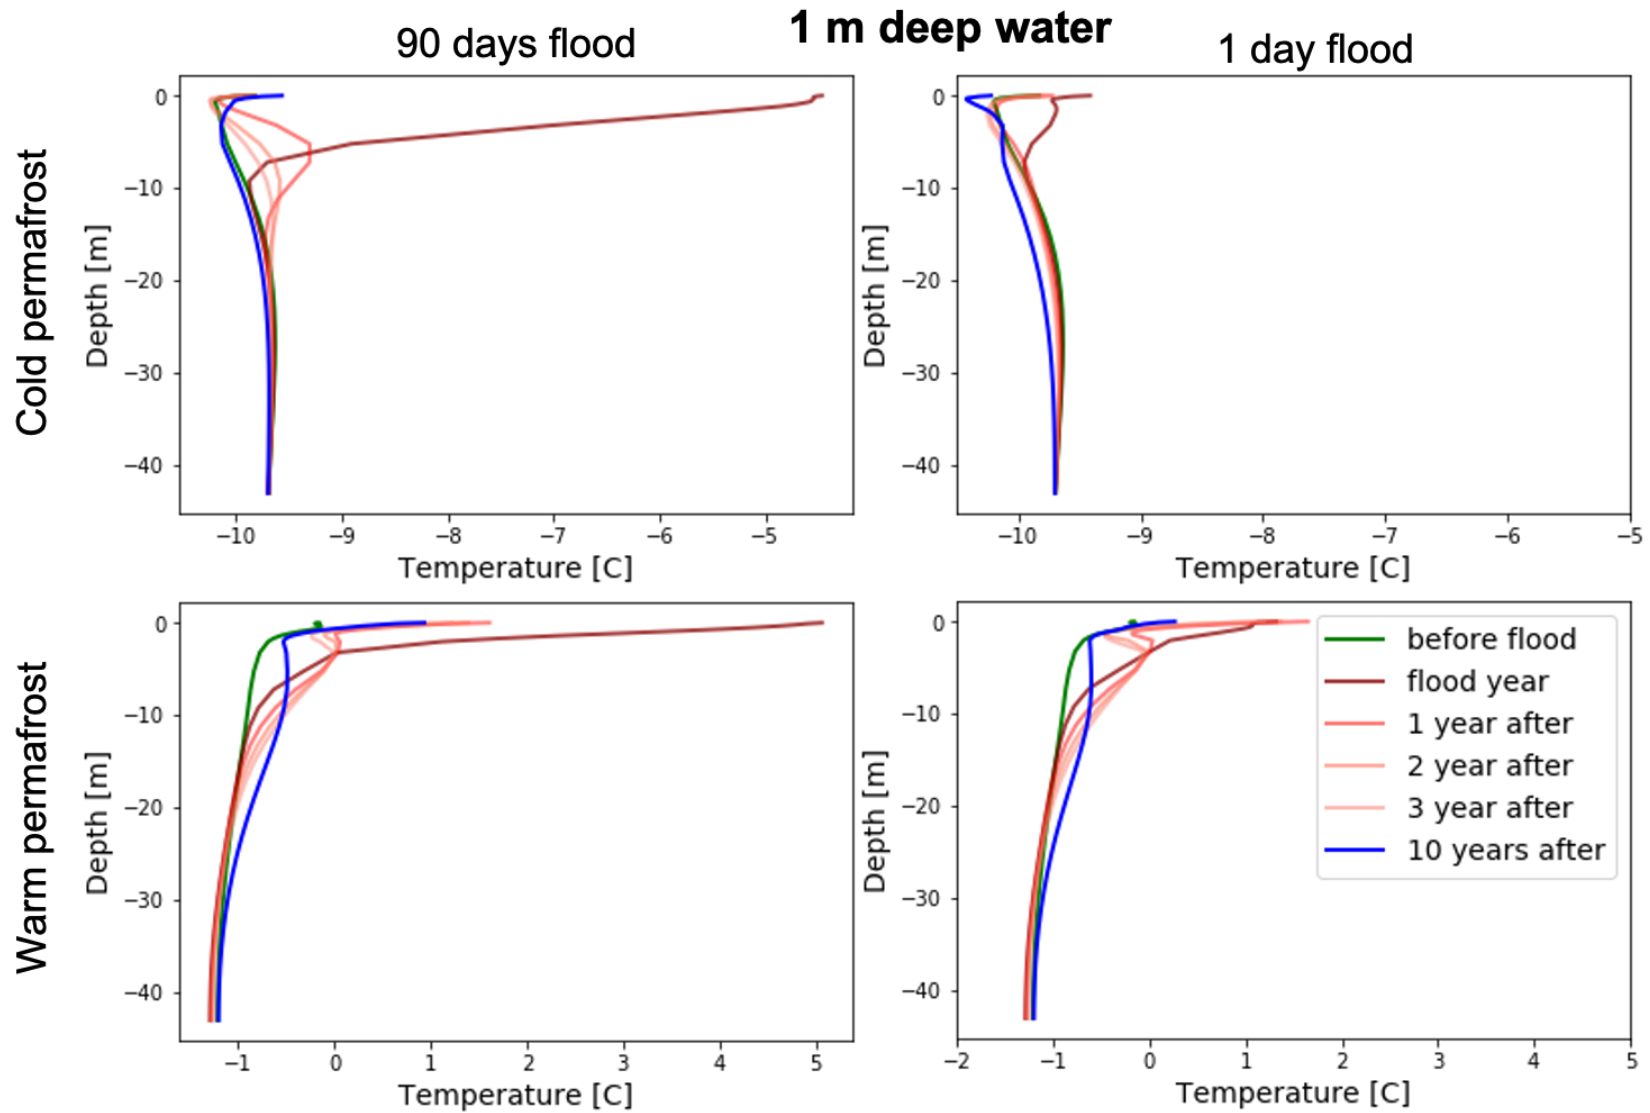 1 m deep water
90 days flood
1 day flood
Cold permafrost
Depth [m]
0
−10
−20
−30
−40
−10 −9 −8 −7 −6 −5
Temperature [C]
Depth [m]
0
−10
−20
−30
−40
−10 −9 −8 −7 −6 −5
Temperature [C]
Warm permafrost
Depth [m]
0
−10
−20
−30
−40
−1 0 1 2 3 4 5
Temperature [C]
Depth [m]
0
−10
−20
−30
−40
−2 −1 0 1 2 3 4 5
Temperature [C]
before flood
flood year
1 year after
2 year after
3 year after
10 years after